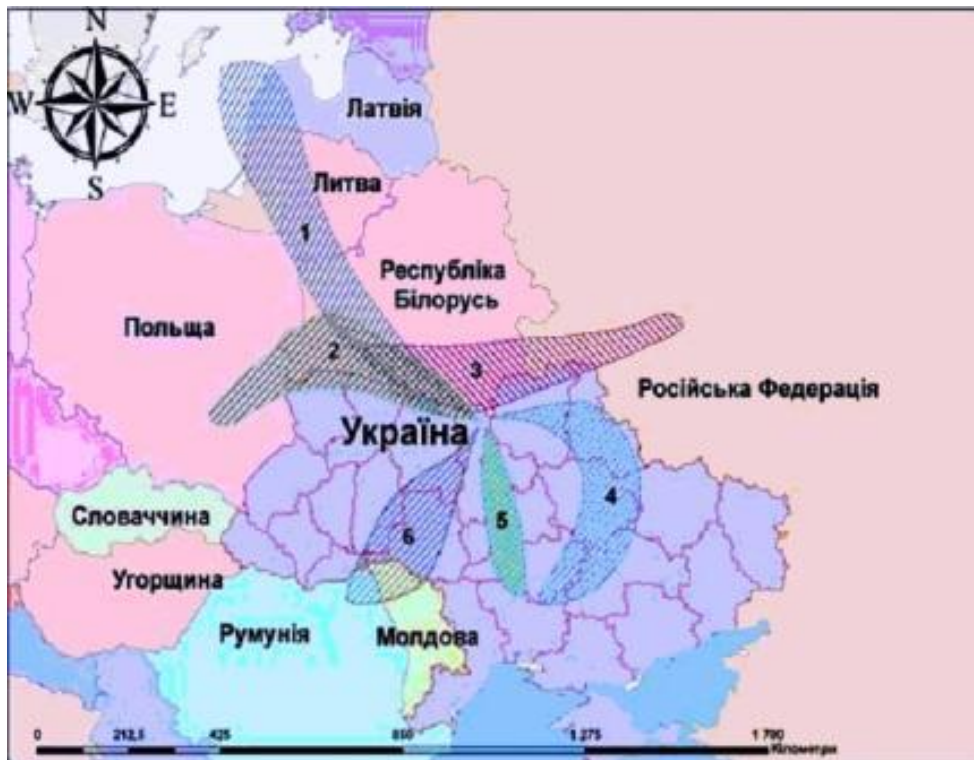 N
W
E
S
Латвія
Литва
1
Республіка
Білорусь
Польща
2
3
Російська Федерація
Україна
4
5
Словаччина
6
Угорщина
Румунія
Молдова
0 212,5 425 850 1 275 1 700
Кілометри